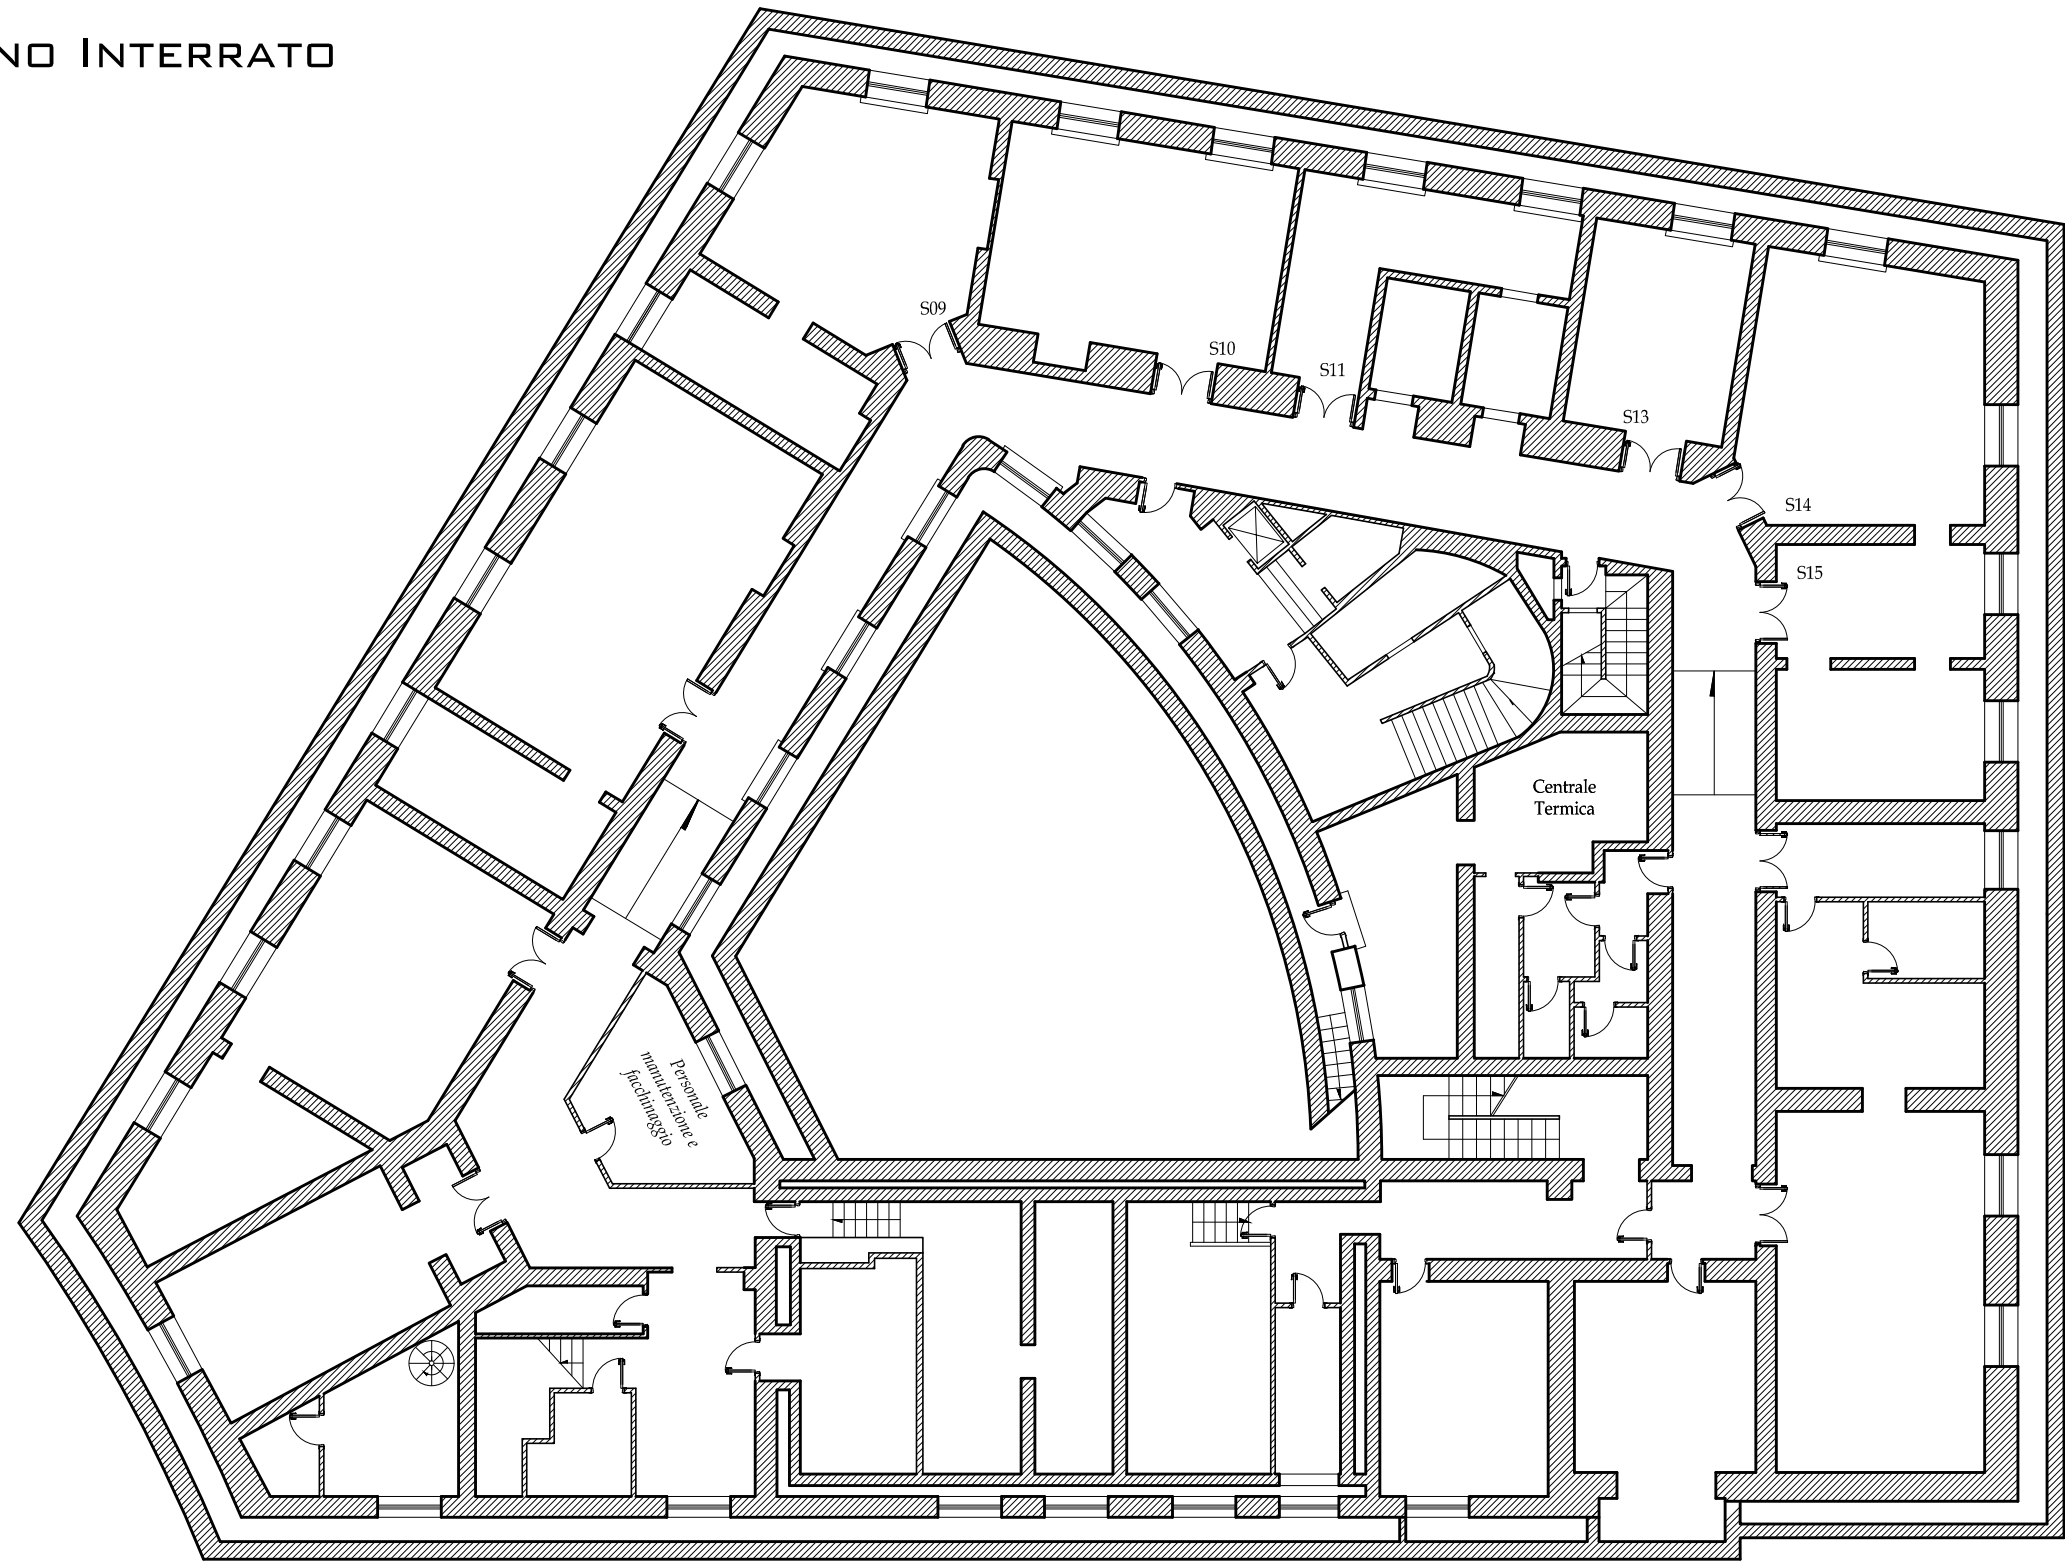 NO INTERRATO
S09
S10
S11
S13
S14
S15
Centrale
Termica
Personale
manutenzione e
facchinaggio